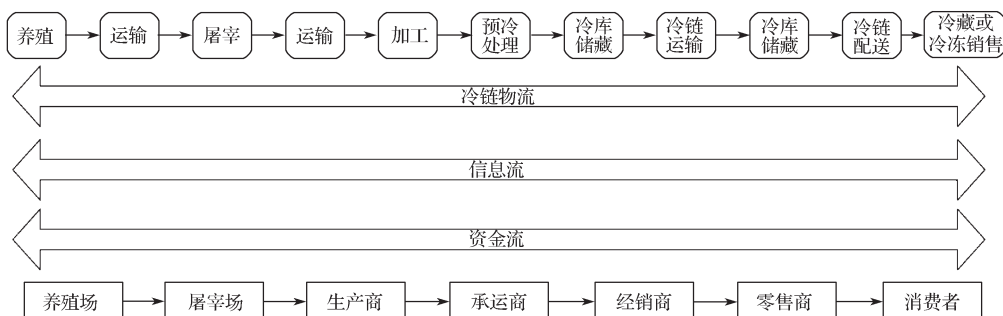 养殖
运输
屠宰
运输
加工
预冷
处理
冷库
储藏
冷链
运输
冷库
储藏
冷链
配送
冷藏或
冷冻销售
冷链物流
信息流
资金流
养殖场
屠宰场
生产商
承运商
经销商
零售商
消费者